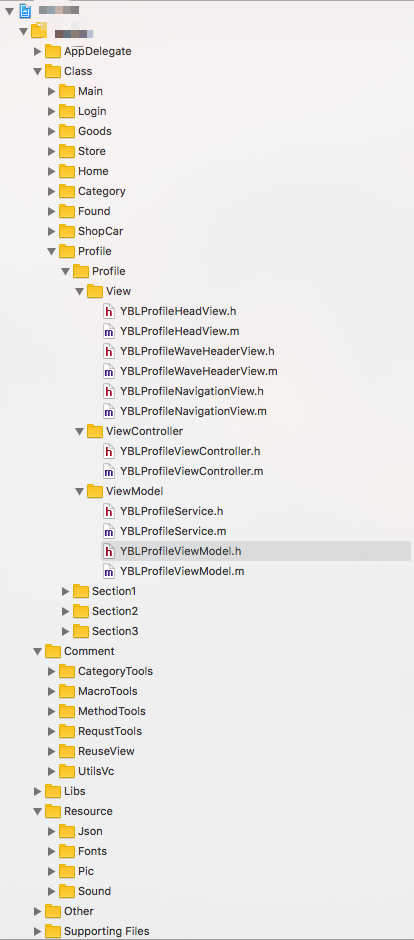 AppDelegate
Class
Main
Login
Goods
Store
Home
Category
Found
ShopCar
Profile
Profile
View
h YBLProfileHeadView.h
m YBLProfileHeadView.m
h YBLProfileWaveHeaderView.h
m YBLProfileWaveHeaderView.m
h YBLProfileNavigationView.h
m YBLProfileNavigationView.m
ViewController
h YBLProfileViewController.h
m YBLProfileViewController.m
ViewModel
h YBLProfileService.h
m YBLProfileService.m
h YBLProfileViewModel.h
m YBLProfileViewModel.m
Section1
Section2
Section3
Comment
CategoryTools
MacroTools
MethodTools
RequstTools
ReuseView
UtilsVc
Libs
Resource
Json
Fonts
Pic
Sound
Other
Supporting Files